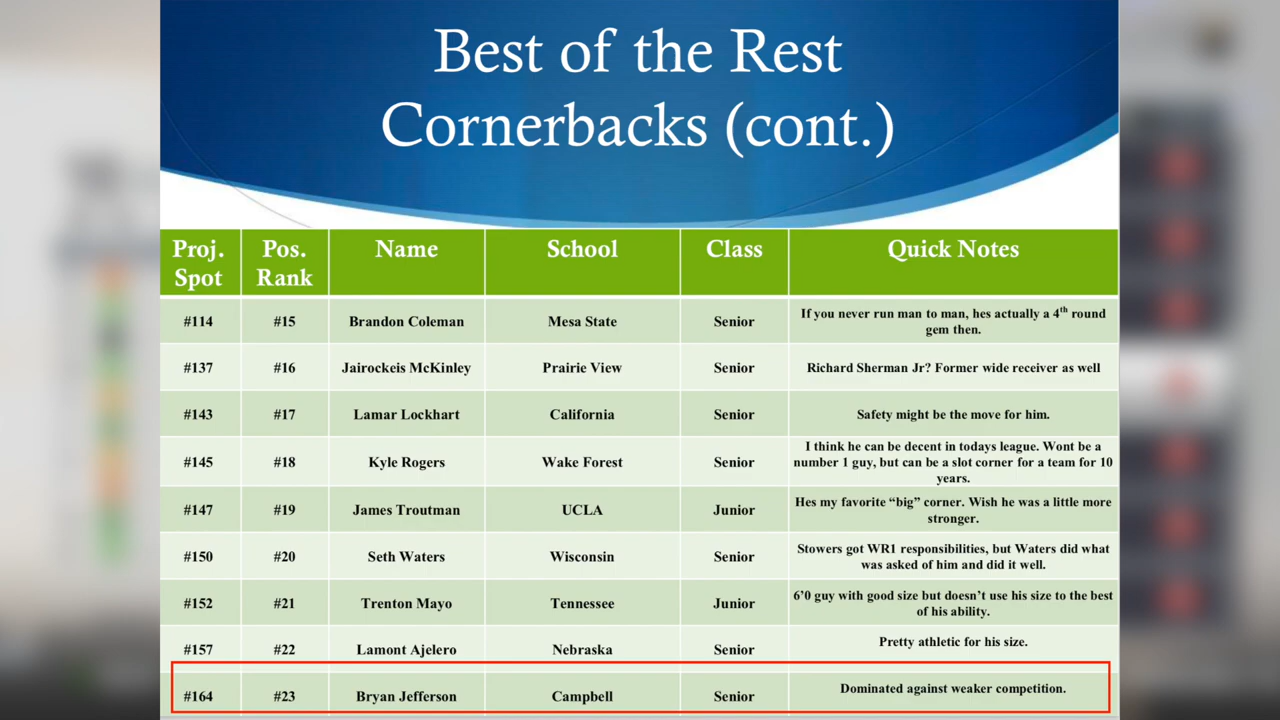 Best of the Rest
Cornerbacks (cont.)
Proj. Spot Pos. Rank Name School Class Quick Notes
#114 #15 Brandon Coleman Mesa State Senior If you never run man to man, hes actually a 4th round gem then.
#137 #16 Jairockeis McKinley Prairie View Senior Richard Sherman Jr? Former wide receiver as well
#143 #17 Lamar Lockhart California Senior Safety might be the move for him.
#145 #18 Kyle Rogers Wake Forest Senior I think he can be decent in todays league. Wont be a number 1 guy, but can be a slot corner for a team for 10 years.
#147 #19 James Troutman UCLA Junior Hes my favorite “big” corner. Wish he was a little more stronger.
#150 #20 Seth Waters Wisconsin Senior Stowers got WR1 responsibilities, but Waters did what was asked of him and did it well.
#152 #21 Trenton Mayo Tennessee Junior 6’0 guy with good size but doesn’t use his size to the best of his ability.
#157 #22 Lamont Ajelero Nebraska Senior Pretty athletic for his size.
#164 #23 Bryan Jefferson Campbell Senior Dominated against weaker competition.